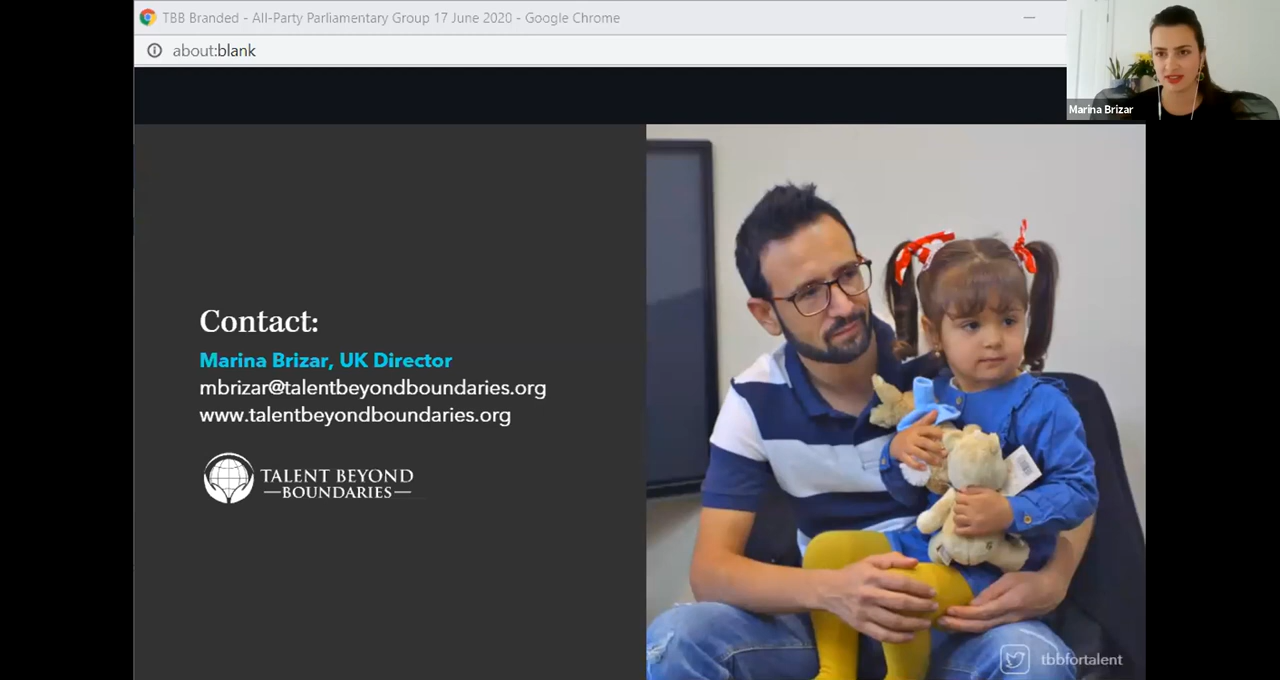 TBB Branded - All-Party Parliamentary Group 17 June 2020 - Google Chrome
about:blank
Marina Brizar
Contact:
Marina Brizar, UK Director
mbrizar@talentbeyondboundaries.org
www.talentbeyondboundaries.org
TALENT BEYOND
BOUNDARIES
tbbfortalent